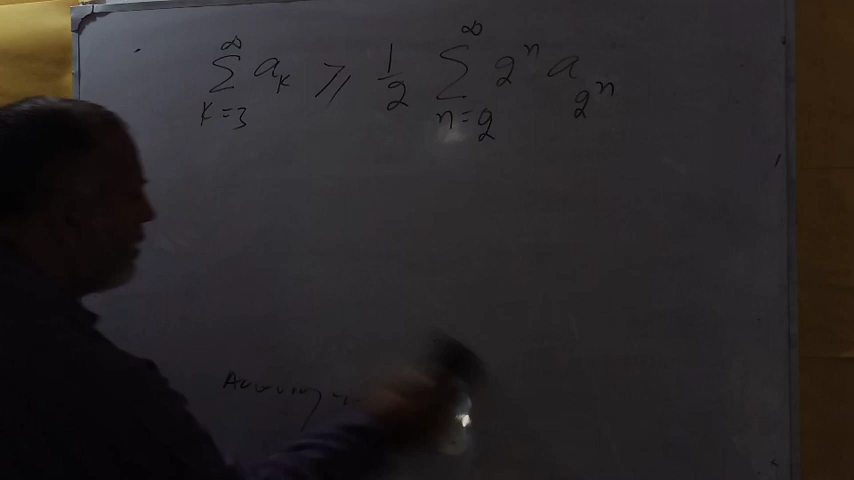 ∞ ∑ k=3 a_k ⩾ 1/2 ∞ ∑ n=2 2^n a_{2^n}